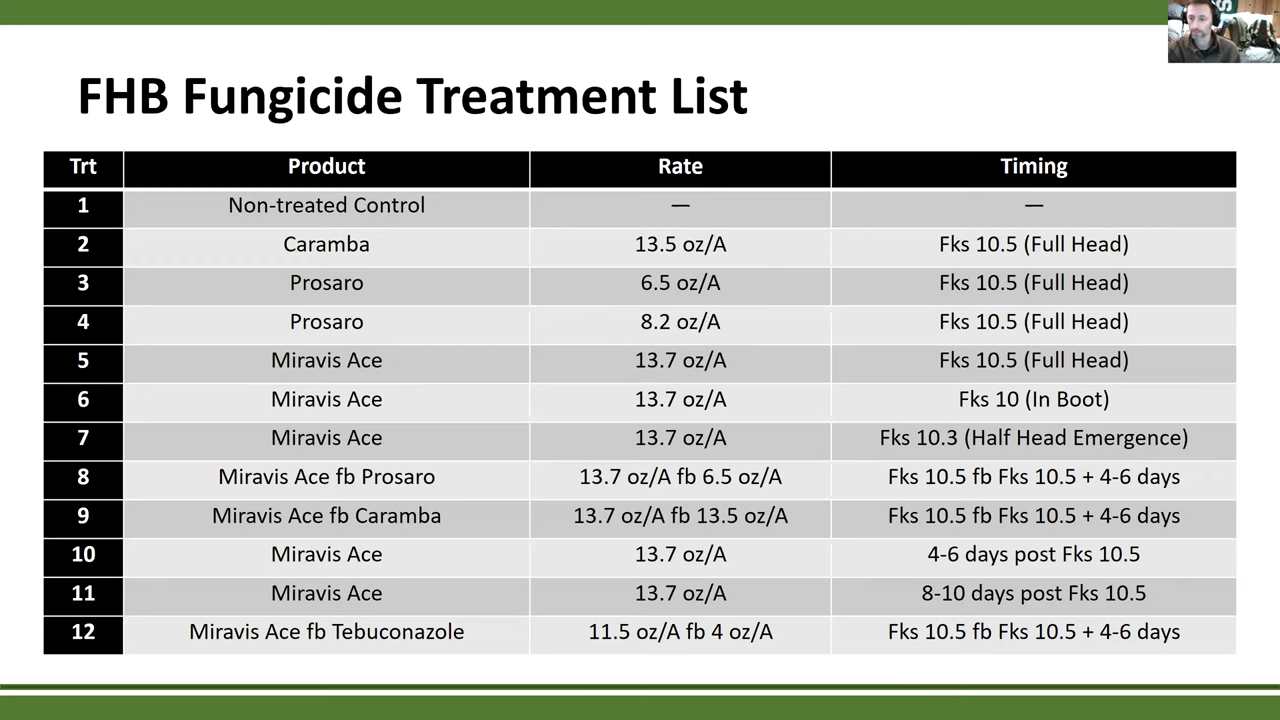 FHB Fungicide Treatment List
Trt Product Rate Timing
1 Non-treated Control — —
2 Caramba 13.5 oz/A Fks 10.5 (Full Head)
3 Prosaro 6.5 oz/A Fks 10.5 (Full Head)
4 Prosaro 8.2 oz/A Fks 10.5 (Full Head)
5 Miravis Ace 13.7 oz/A Fks 10.5 (Full Head)
6 Miravis Ace 13.7 oz/A Fks 10 (In Boot)
7 Miravis Ace 13.7 oz/A Fks 10.3 (Half Head Emergence)
8 Miravis Ace fb Prosaro 13.7 oz/A fb 6.5 oz/A Fks 10.5 fb Fks 10.5 + 4-6 days
9 Miravis Ace fb Caramba 13.7 oz/A fb 13.5 oz/A Fks 10.5 fb Fks 10.5 + 4-6 days
10 Miravis Ace 13.7 oz/A 4-6 days post Fks 10.5
11 Miravis Ace 13.7 oz/A 8-10 days post Fks 10.5
12 Miravis Ace fb Tebuconazole 11.5 oz/A fb 4 oz/A Fks 10.5 fb Fks 10.5 + 4-6 days